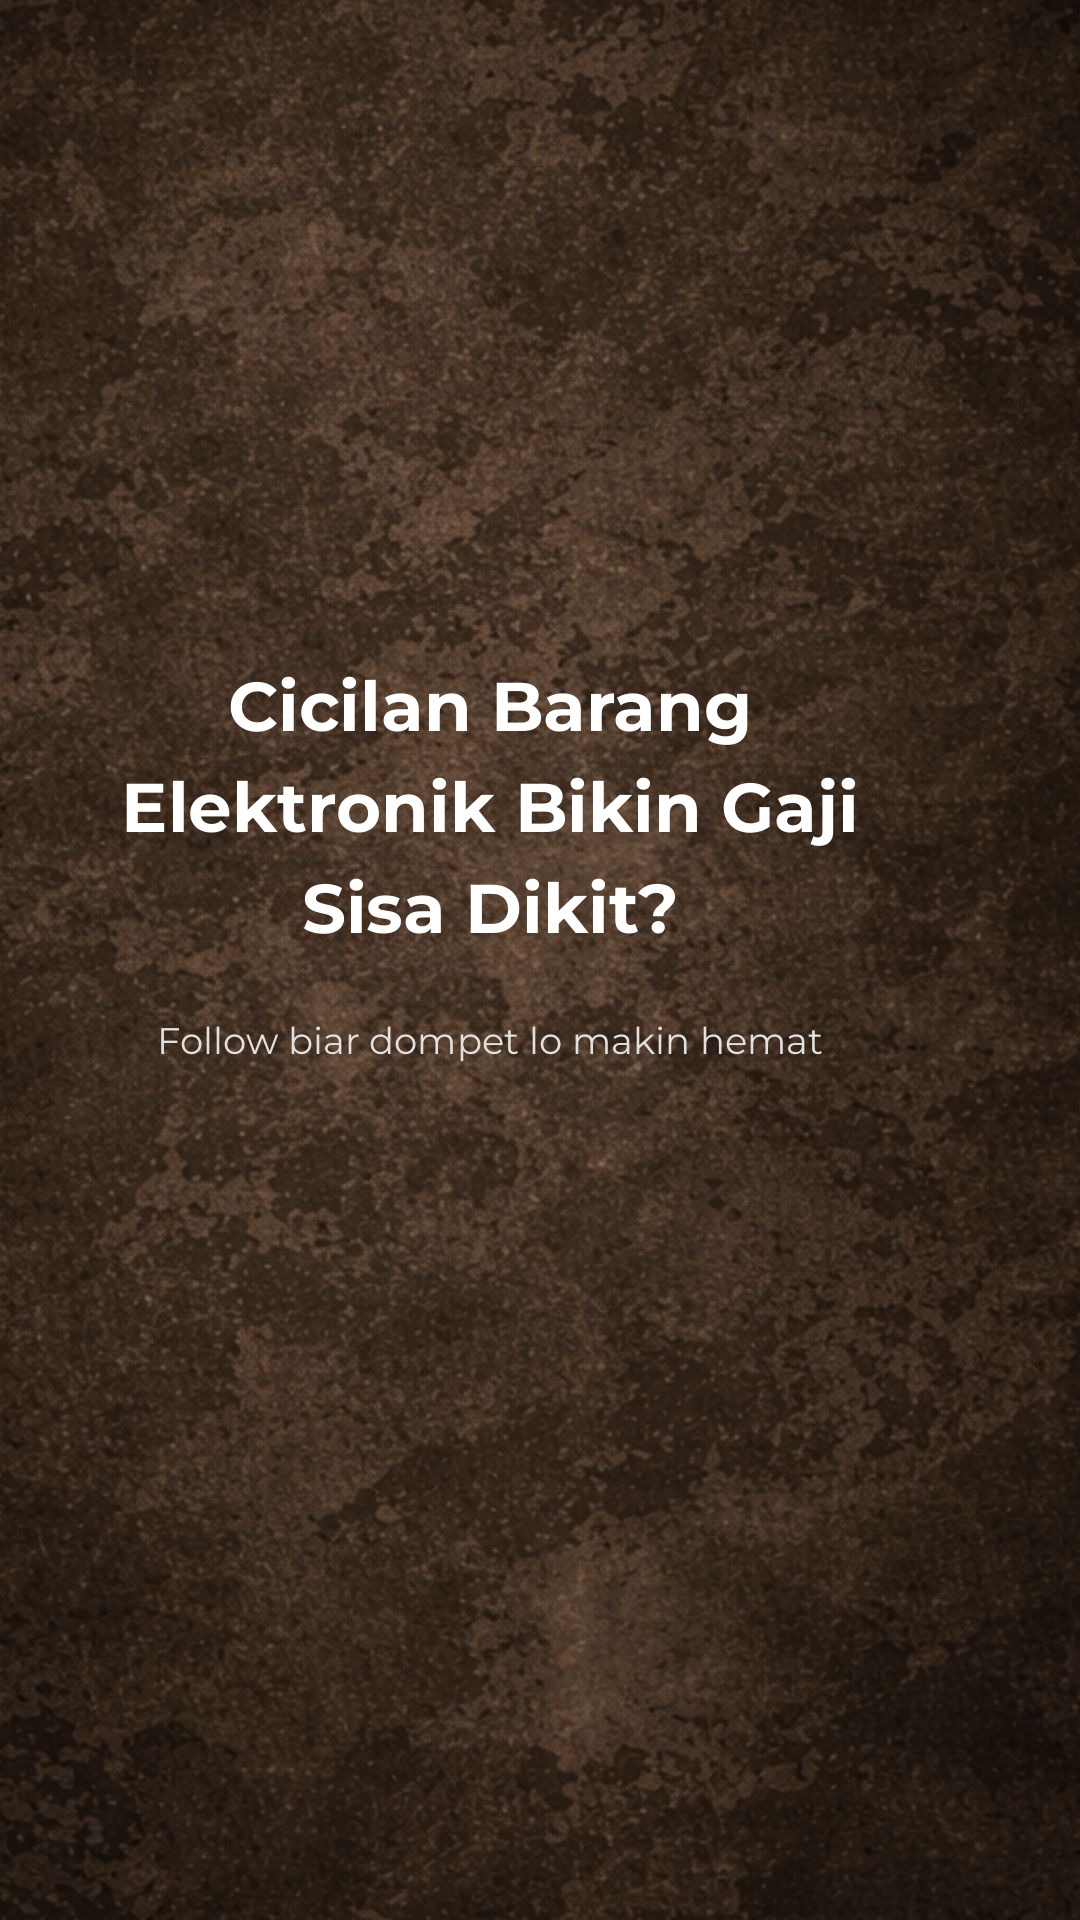 Cicilan Barang
Elektronik Bikin Gaji
Sisa Dikit?
Follow biar dompet lo makin hemat